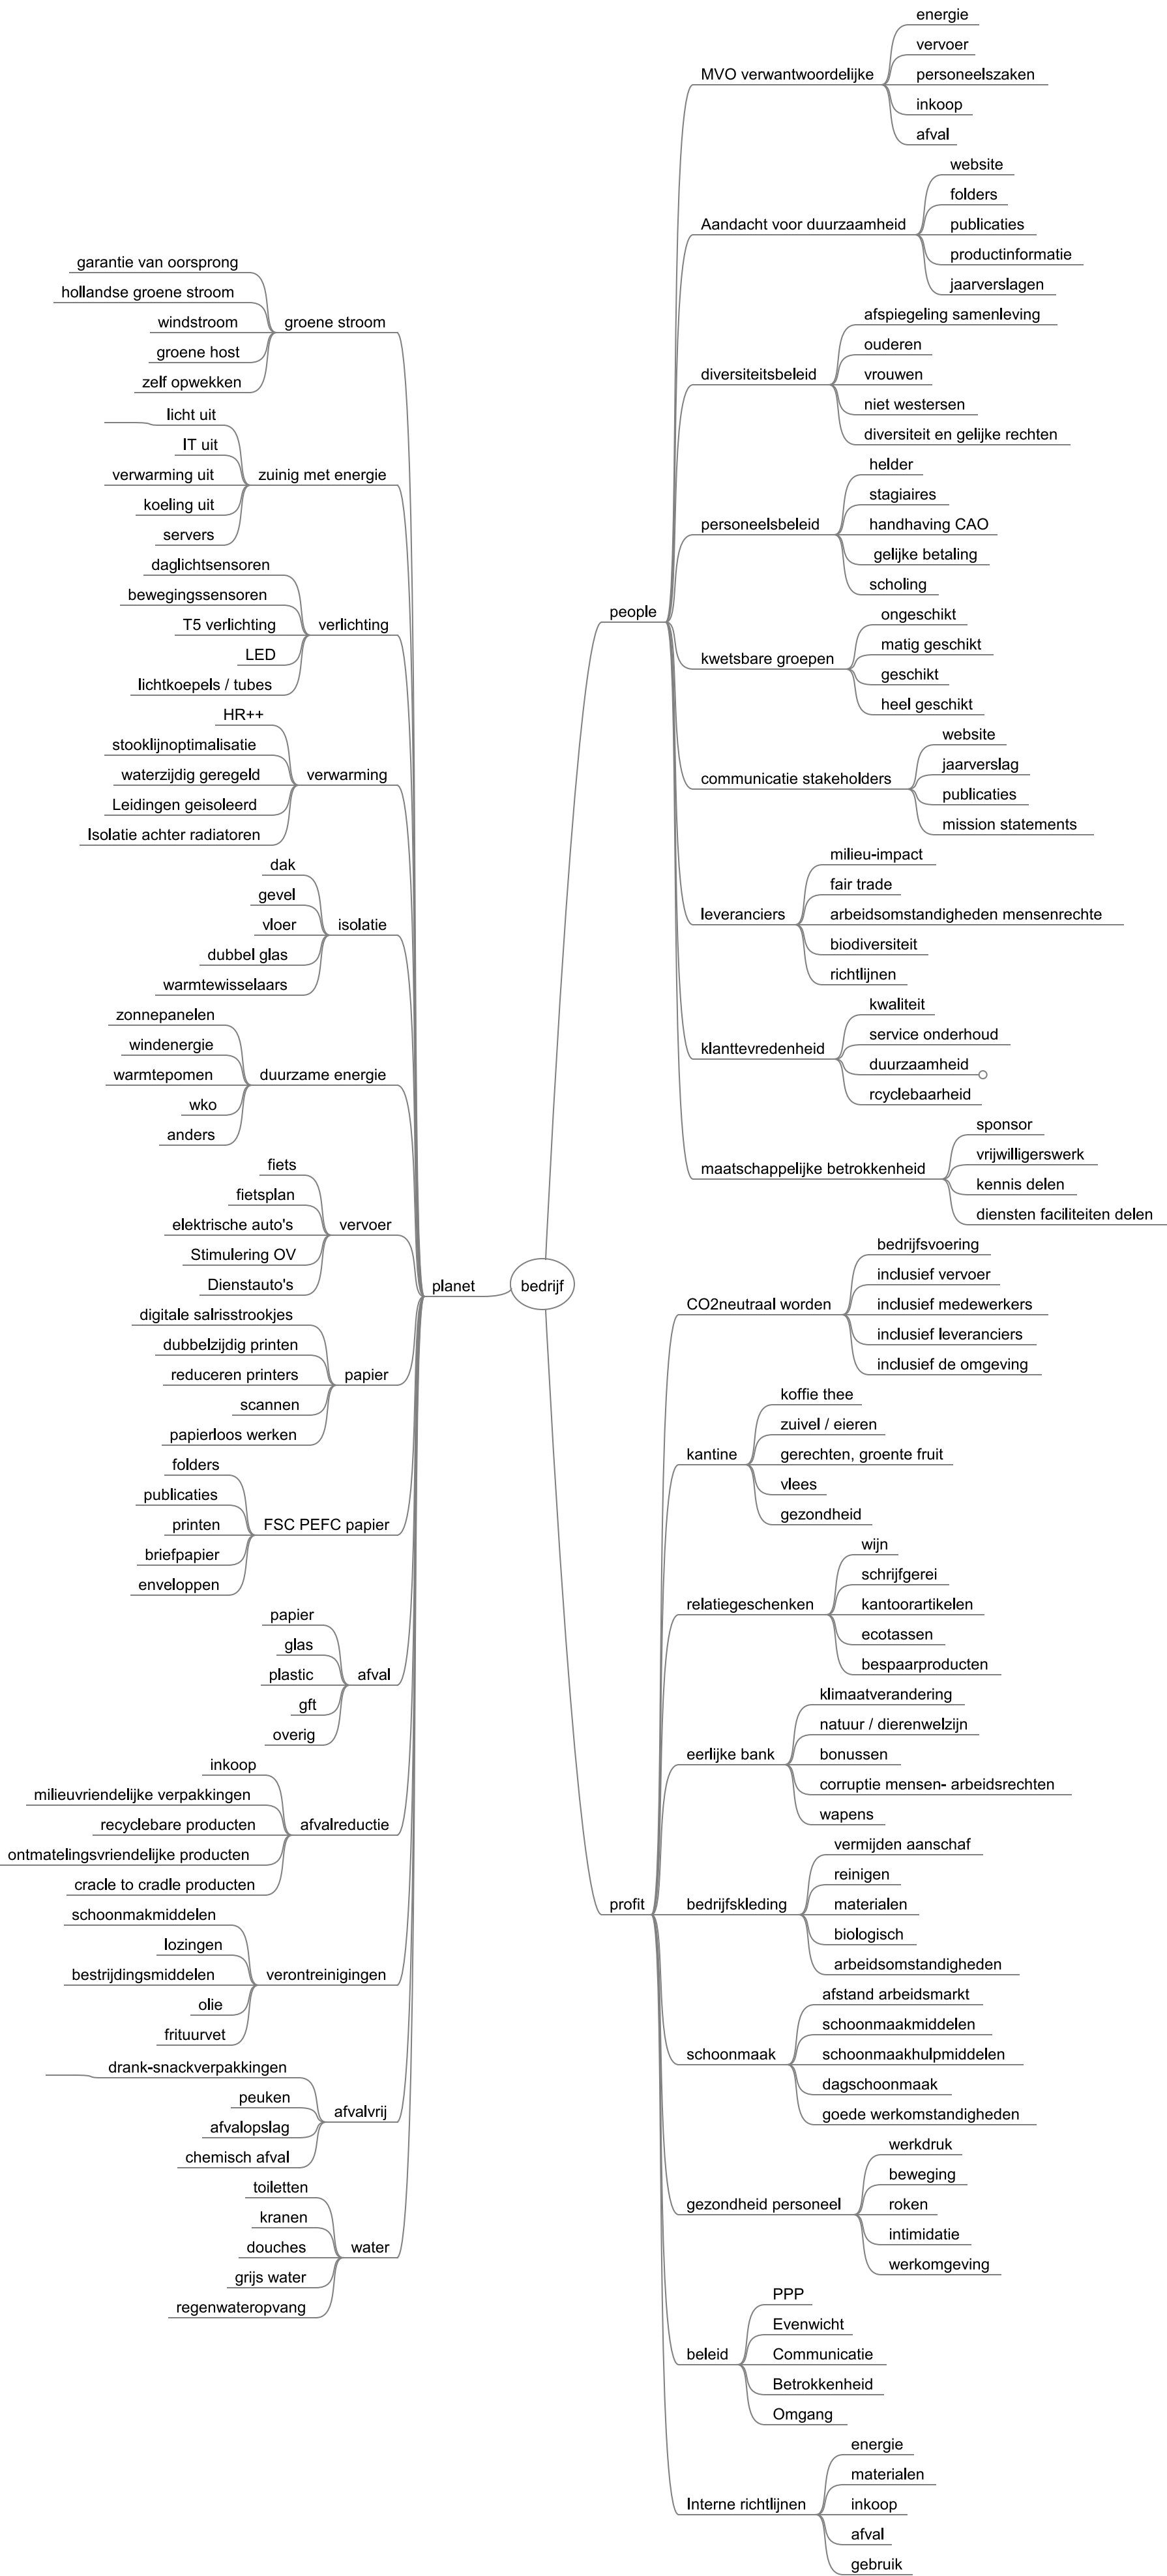 bedrijf
people
MVO verwantwoordelijke
energie
vervoer
personeelszaken
inkoop
afval
Aandacht voor duurzaamheid
website
folders
publicaties
productinformatie
jaarverslagen
diversiteitsbeleid
afspiegeling samenleving
ouderen
vrouwen
niet westersen
diversiteit en gelijke rechten
personeelsbeleid
helder
stagiaires
handhaving CAO
gelijke betaling
scholing
kwetsbare groepen
ongeschikt
matig geschikt
geschikt
heel geschikt
communicatie stakeholders
website
jaarverslag
publicaties
mission statements
leveranciers
milieu-impact
fair trade
arbeidsomstandigheden mensenrechte
biodiversiteit
richtlijnen
klanttevredenheid
kwaliteit
service onderhoud
duurzaamheid
rcyclebaarheid
maatschappelijke betrokkenheid
sponsor
vrijwilligerswerk
kennis delen
diensten faciliteiten delen
profit
CO2neutraal worden
bedrijfsvoering
inclusief vervoer
inclusief medewerkers
inclusief leveranciers
inclusief de omgeving
kantine
koffie thee
zuivel / eieren
gerechten, groente fruit
vlees
gezondheid
relatiegeschenken
wijn
schrijfgerei
kantoorartikelen
ecotassen
bespaarproducten
eerlijke bank
klimaatverandering
natuur / dierenwelzijn
bonussen
corruptie mensen- arbeidsrechten
wapens
bedrijfskleding
vermijden aanschaf
reinigen
materialen
biologisch
arbeidsomstandigheden
schoonmaak
afstand arbeidsmarkt
schoonmaakmiddelen
schoonmaakhulpmiddelen
dagschoonmaak
goede werkomstandigheden
gezondheid personeel
werkdruk
beweging
roken
intimidatie
werkomgeving
beleid
PPP
Evenwicht
Communicatie
Betrokkenheid
Omgang
Interne richtlijnen
energie
materialen
inkoop
afval
gebruik
planet
groene stroom
garantie van oorsprong
hollandse groene stroom
windstroom
groene host
zelf opwekken
zuinig met energie
licht uit
IT uit
verwarming uit
koeling uit
servers
verlichting
daglichtsensoren
bewegingssensoren
T5 verlichting
LED
lichtkoepels / tubes
verwarming
HR++
stooklijnoptimalisatie
waterzijdig geregeld
Leidingen geisoleerd
Isolatie achter radiatoren
isolatie
dak
gevel
vloer
dubbel glas
warmtewisselaars
duurzame energie
zonnepanelen
windenergie
warmtepomen
wko
anders
vervoer
fiets
fietsplan
elektrische auto's
Stimulering OV
Dienstauto's
papier
digitale salrisstrookjes
dubbelzijdig printen
reduceren printers
scannen
papierloos werken
FSC PEFC papier
folders
publicaties
printen
briefpapier
enveloppen
afval
papier
glas
plastic
gft
overig
afvalreductie
inkoop
milieuvriendelijke verpakkingen
recyclebare producten
ontmatelingsvriendelijke producten
cracle to cradle producten
verontreinigingen
schoonmakmiddelen
lozingen
bestrijdingsmiddelen
olie
frituurvet
afvalvrij
drank-snackverpakkingen
peuken
afvalopslag
chemisch afval
water
toiletten
kranen
douches
grijs water
regenwateropvang